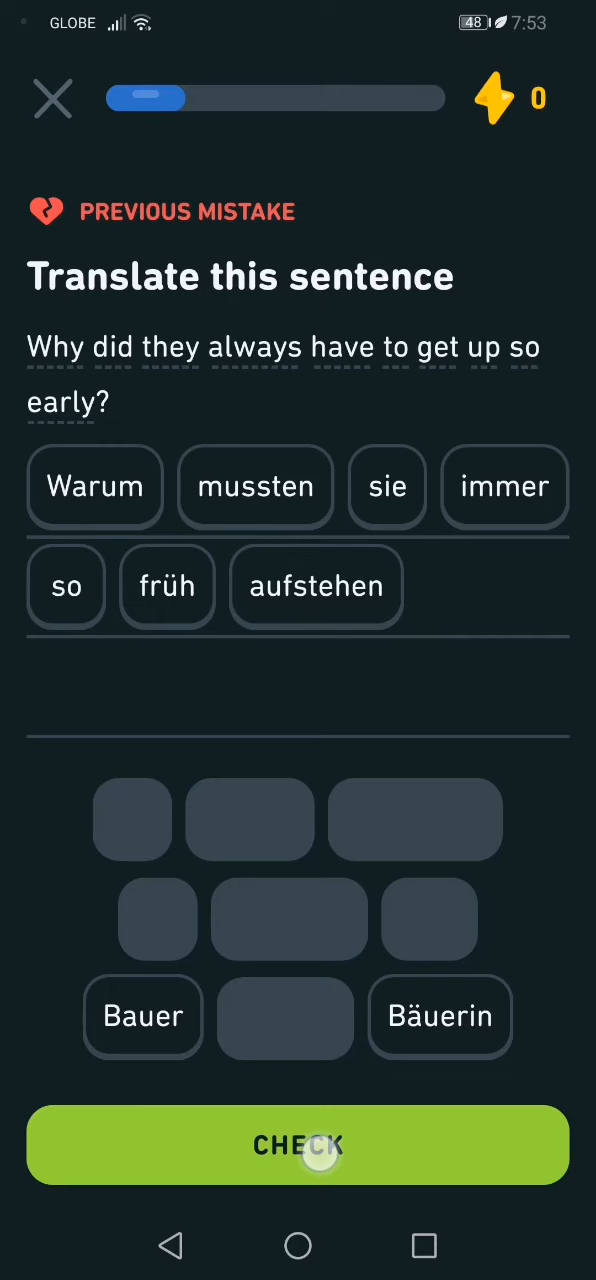 GLOBE 48 7:53
0
PREVIOUS MISTAKE
Translate this sentence
Why did they always have to get up so
early?
Warum mussten sie immer
so früh aufstehen
Bauer Bäuerin
CHECK